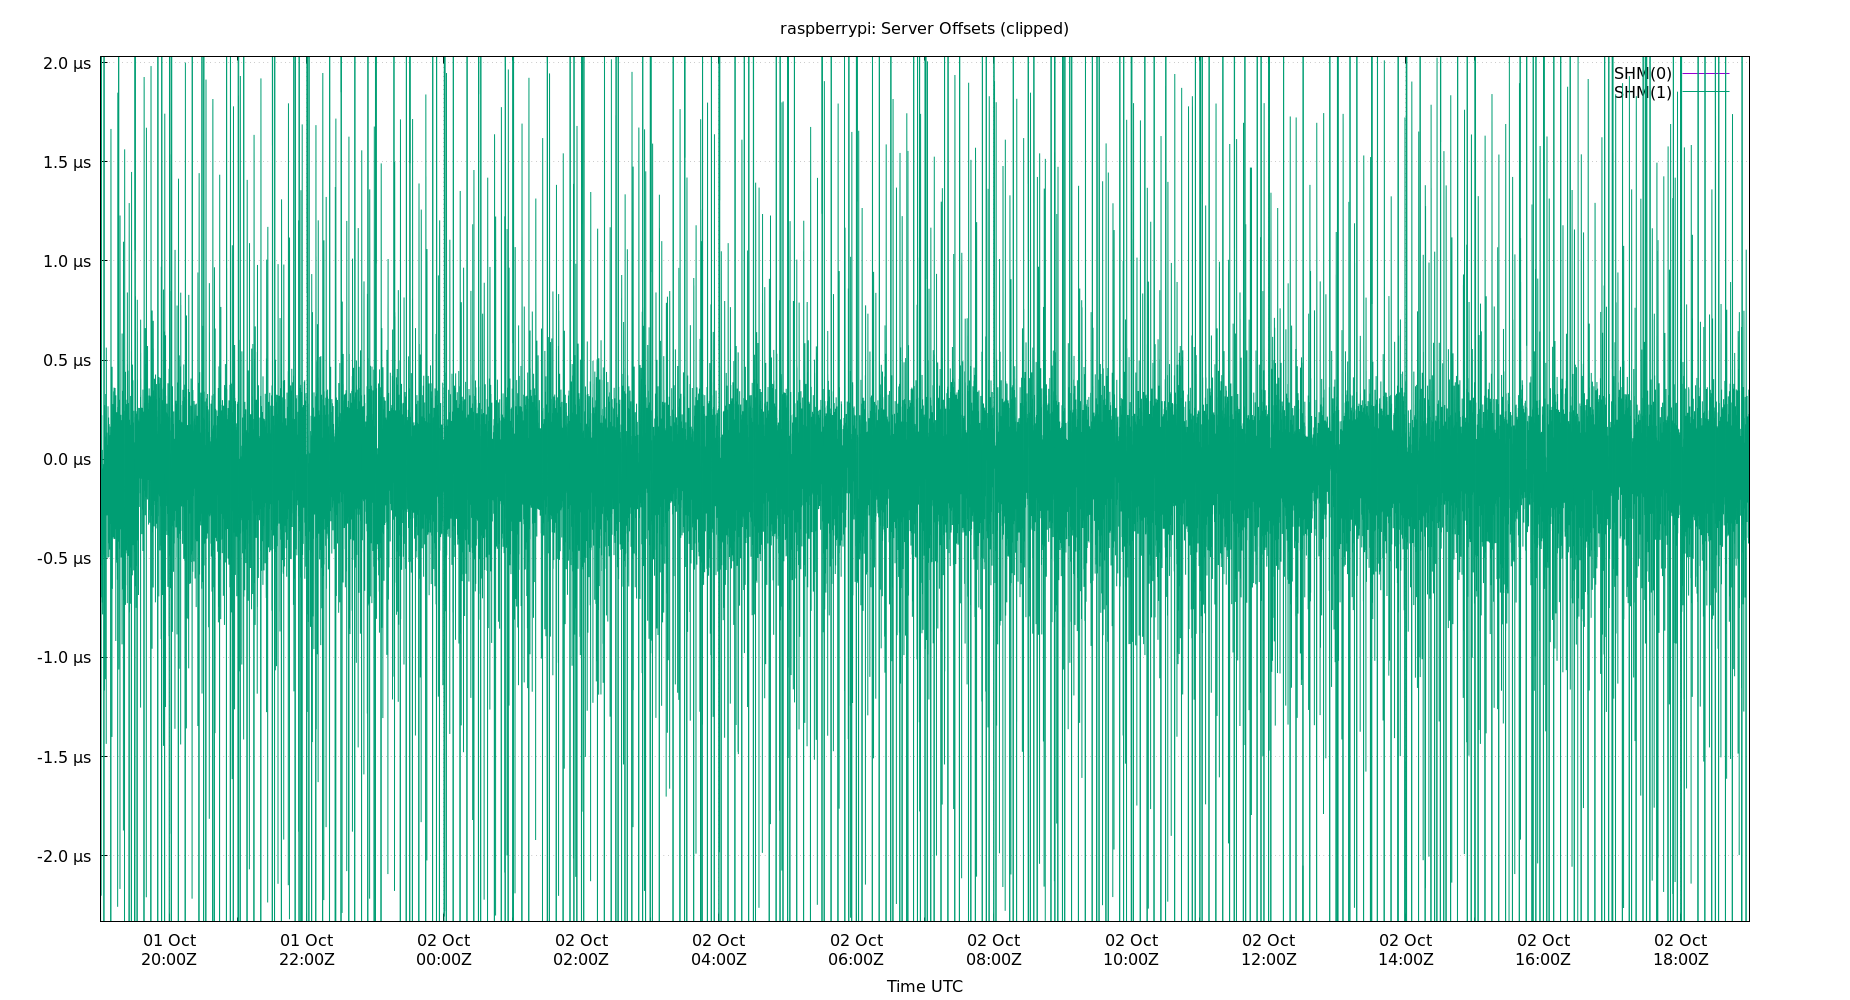 raspberrypi: Server Offsets (clipped)
2.0 µs
1.5 µs
1.0 µs
0.5 µs
0.0 µs
-0.5 µs
-1.0 µs
-1.5 µs
-2.0 µs
SHM(0)
SHM(1)
01 Oct 01 Oct 02 Oct 02 Oct 02 Oct 02 Oct 02 Oct 02 Oct 02 Oct 02 Oct 02 Oct 02 Oct
20:00Z 22:00Z 00:00Z 02:00Z 04:00Z 06:00Z 08:00Z 10:00Z 12:00Z 14:00Z 16:00Z 18:00Z
Time UTC